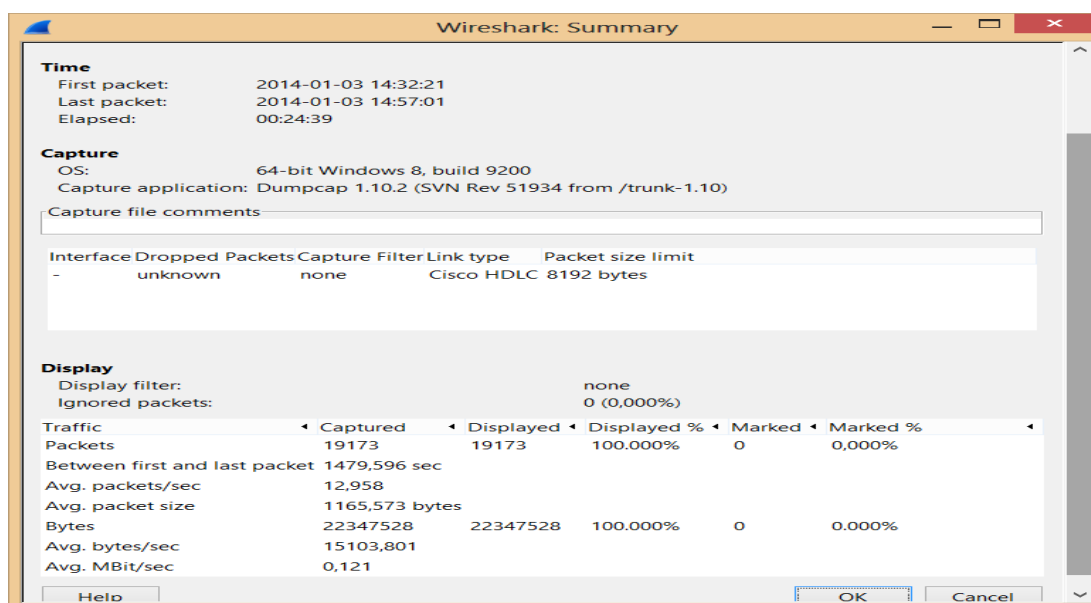 Wireshark: Summary
Time
First packet: 2014-01-03 14:32:21
Last packet: 2014-01-03 14:57:01
Elapsed: 00:24:39
Capture
OS: 64-bit Windows 8, build 9200
Capture application: Dumpcap 1.10.2 (SVN Rev 51934 from /trunk-1.10)
Capture file comments
Interface Dropped Packets Capture Filter Link type Packet size limit
- unknown none Cisco HDLC 8192 bytes
Display
Display filter: none
Ignored packets: 0 (0,000%)
Traffic Captured Displayed Displayed % Marked Marked %
Packets 19173 19173 100.000% 0 0,000%
Between first and last packet 1479,596 sec
Avg. packets/sec 12,958
Avg. packet size 1165,573 bytes
Bytes 22347528 22347528 100.000% 0 0.000%
Avg. bytes/sec 15103,801
Avg. MBit/sec 0,121
Help OK Cancel